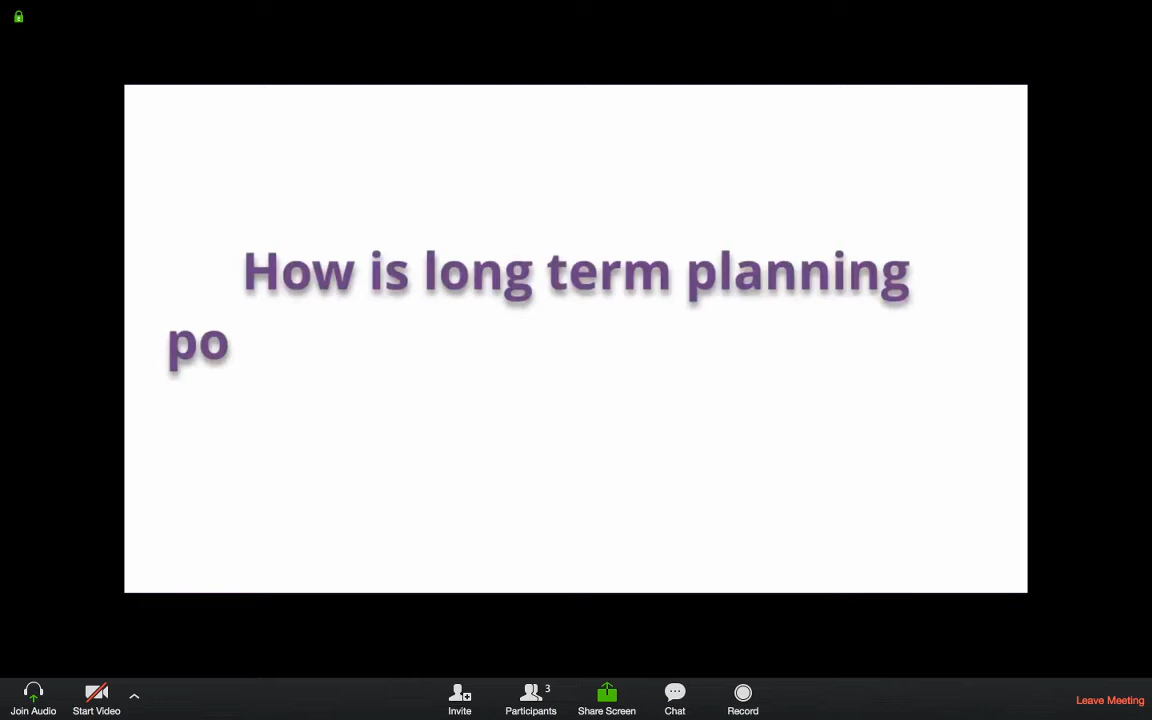 How is long term planning
po
3
Join Audio
Start Video
Invite
Participants
Share Screen
Chat
Record
Leave Meeting